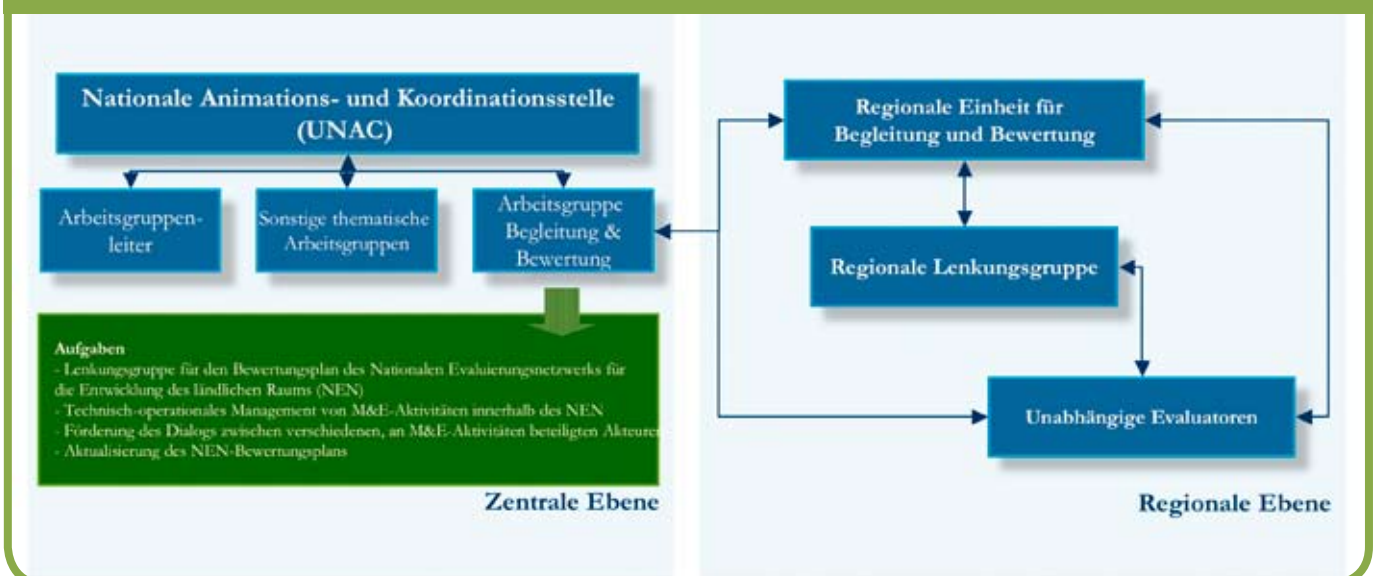 Nationale Animations- und Koordinationsstelle
(UNAC)
Arbeitsgruppen-
leiter
Sonstige thematische
Arbeitsgruppen
Arbeitsgruppe
Begleitung &
Bewertung
Aufgaben
- Lenkungsgruppe für den Bewertungsplan des Nationalen Evaluierungsnetzwerks für
die Entwicklung des ländlichen Raums (NEN)
- Technisch-operationales Management von M&E-Aktivitäten innerhalb des NEN
- Förderung des Dialogs zwischen verschiedenen, an M&E-Aktivitäten beteiligten Akteure
- Aktualisierung des NEN-Bewertungsplans
Zentrale Ebene
Regionale Einheit für
Begleitung und Bewertung
Regionale Lenkungsgruppe
Unabhängige Evaluatoren
Regionale Ebene